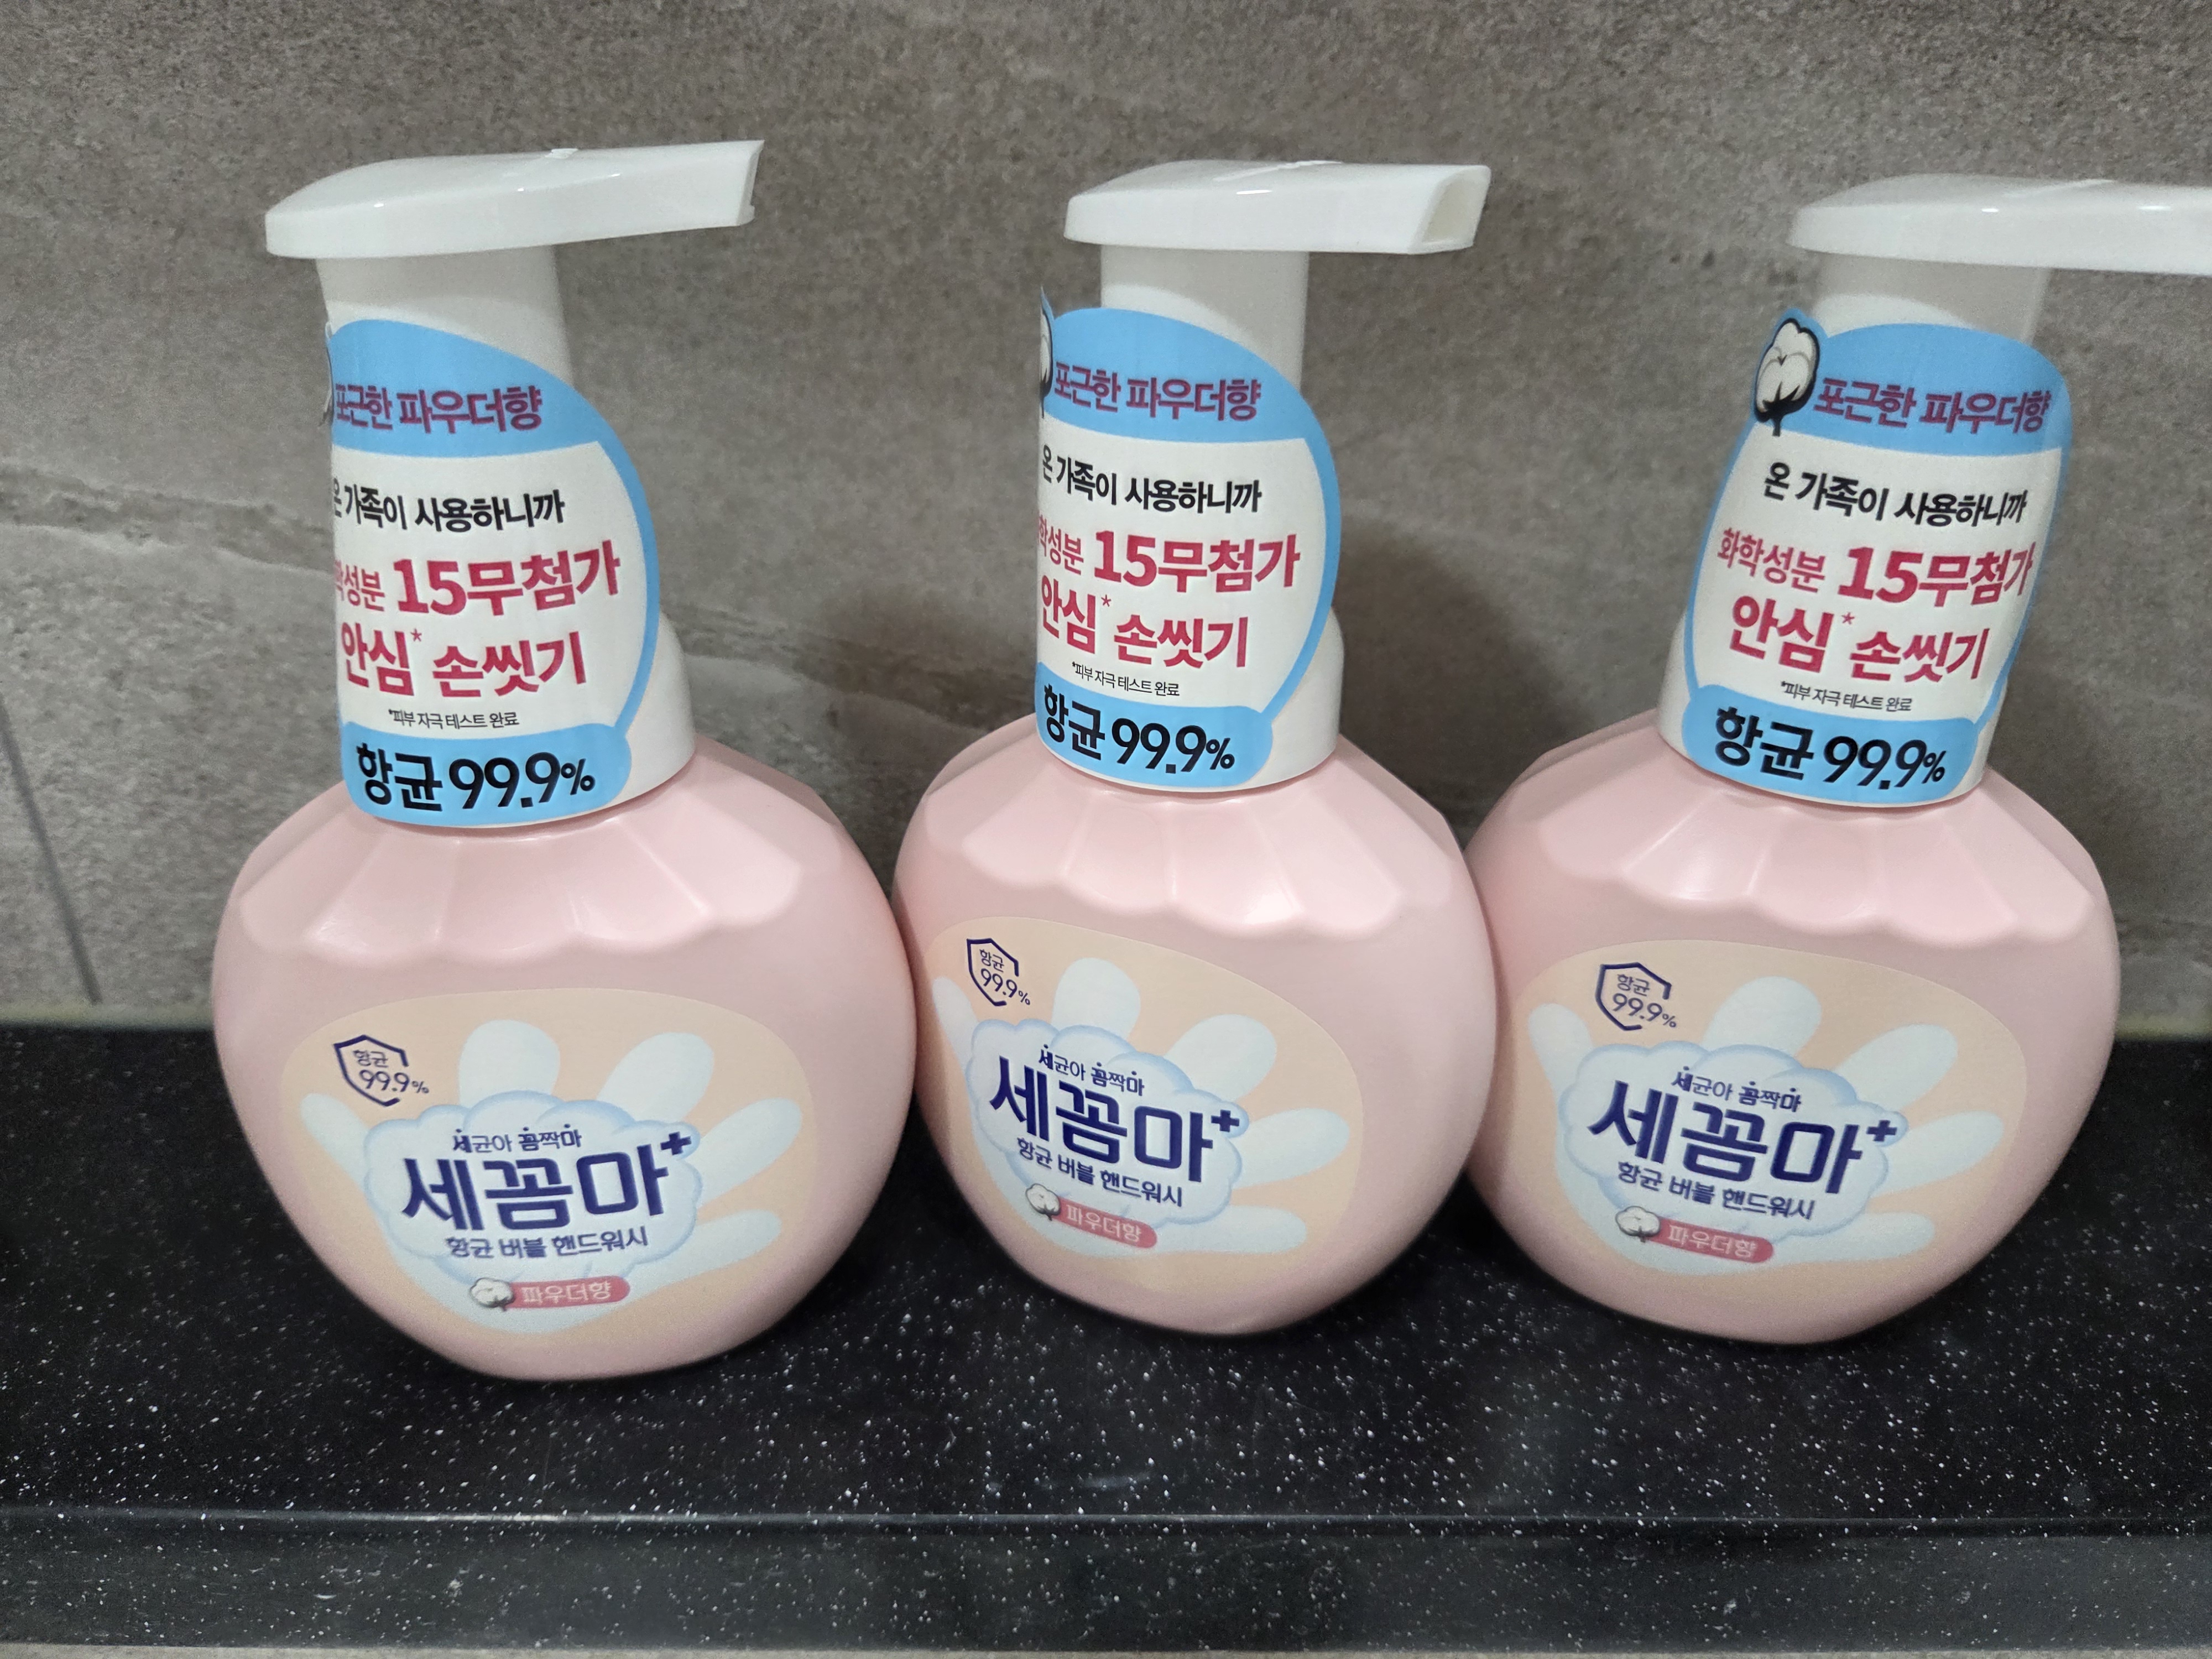 포근한 파우더향
온 가족이 사용하니까
학성분 15무첨가
안심* 손씻기
*피부 자극 테스트 완료
항균 99.9%
항균
99.9%
세균아 꼼짝마
세꼼마+
항균 버블 핸드워시
파우더향
포근한 파우더향
온 가족이 사용하니까
학성분 15무첨가
안심* 손씻기
*피부 자극 테스트 완료
항균 99.9%
항균
99.9%
세균아 꼼짝마
세꼼마+
항균 버블 핸드워시
파우더향
포근한 파우더향
온 가족이 사용하니까
화학성분 15무첨가
안심* 손씻기
*피부 자극 테스트 완료
항균 99.9%
항균
99.9%
세균아 꼼짝마
세꼼마+
항균 버블 핸드워시
파우더향